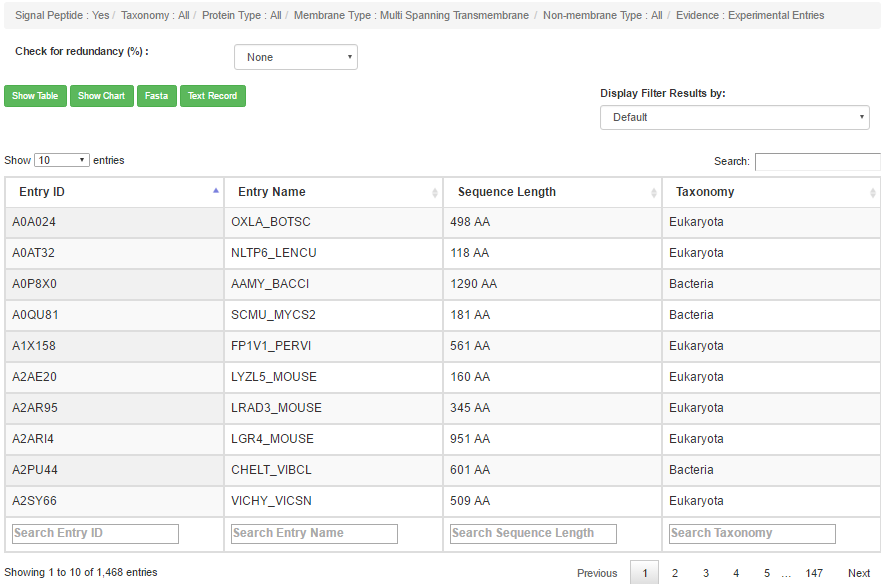 Signal Peptide : Yes / Taxonomy : All / Protein Type : All / Membrane Type : Multi Spanning Transmembrane / Non-membrane Type : All / Evidence : Experimental Entries
Check for redundancy (%) :
None
Show Table Show Chart Fasta Text Record
Display Filter Results by:
Default
Show 10 entries
Search:
Entry ID Entry Name Sequence Length Taxonomy
A0A024 OXLA_BOTSC 498 AA Eukaryota
A0AT32 NLTP6_LENCU 118 AA Eukaryota
A0P8X0 AAMY_BACCI 1290 AA Bacteria
A0QU81 SCMU_MYCS2 181 AA Bacteria
A1X158 FP1V1_PERVI 561 AA Eukaryota
A2AE20 LYZL5_MOUSE 160 AA Eukaryota
A2AR95 LRAD3_MOUSE 345 AA Eukaryota
A2ARI4 LGR4_MOUSE 951 AA Eukaryota
A2PU44 CHELT_VIBCL 601 AA Bacteria
A2SY66 VICHY_VICSN 509 AA Eukaryota
Search Entry ID Search Entry Name Search Sequence Length Search Taxonomy
Showing 1 to 10 of 1,468 entries
Previous 1 2 3 4 5 … 147 Next